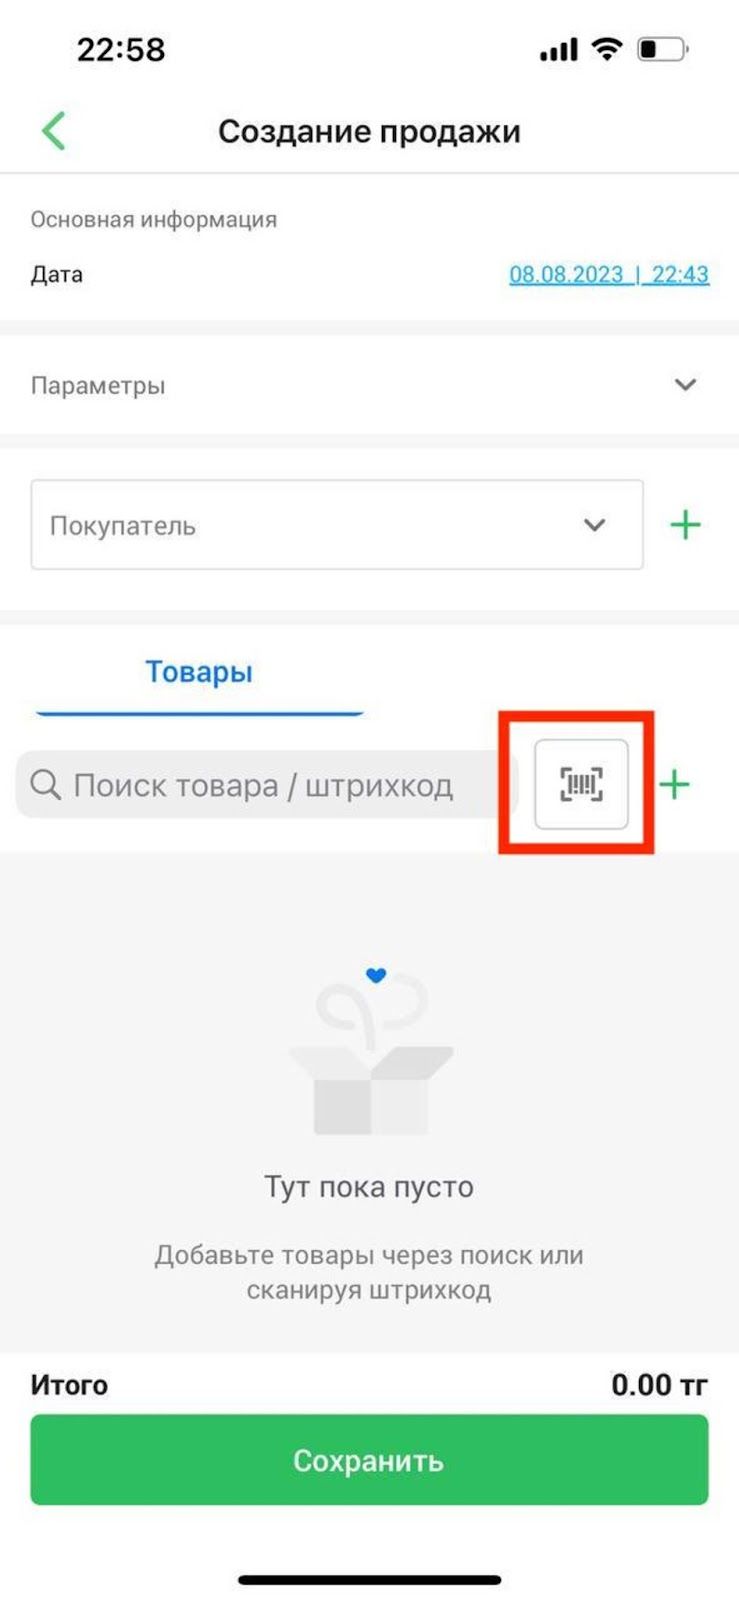 22:58
Создание продажи
Основная информация
Дата 08.08.2023 | 22:43
Параметры
Покупатель
Товары
Поиск товара / штрихкод
Тут пока пусто
Добавьте товары через поиск или
сканируя штрихкод
Итого 0.00 тг
Сохранить